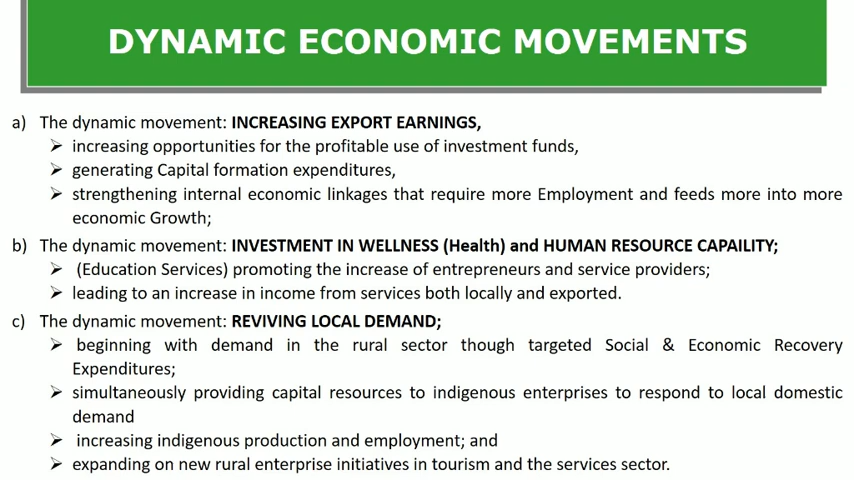 DYNAMIC ECONOMIC MOVEMENTS
a) The dynamic movement: INCREASING EXPORT EARNINGS,
➢ increasing opportunities for the profitable use of investment funds,
➢ generating Capital formation expenditures,
➢ strengthening internal economic linkages that require more Employment and feeds more into more
economic Growth;
b) The dynamic movement: INVESTMENT IN WELLNESS (Health) and HUMAN RESOURCE CAPAILITY;
➢ (Education Services) promoting the increase of entrepreneurs and service providers;
➢ leading to an increase in income from services both locally and exported.
c) The dynamic movement: REVIVING LOCAL DEMAND;
➢ beginning with demand in the rural sector though targeted Social & Economic Recovery
Expenditures;
➢ simultaneously providing capital resources to indigenous enterprises to respond to local domestic
demand
➢ increasing indigenous production and employment; and
➢ expanding on new rural enterprise initiatives in tourism and the services sector.